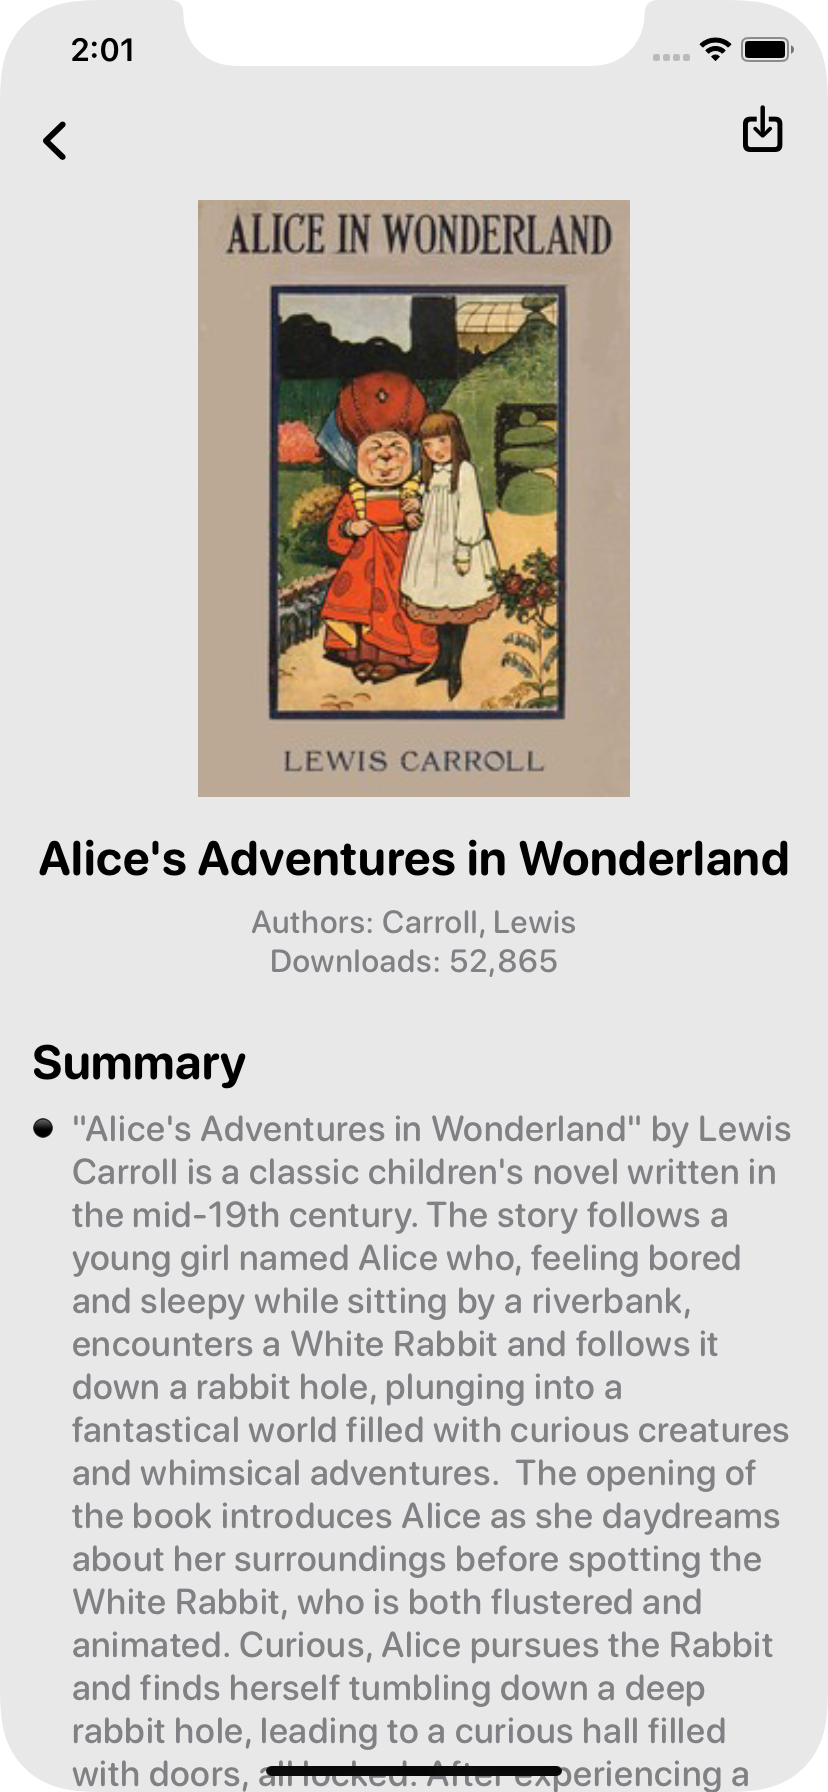 2:01
ALICE IN WONDERLAND
LEWIS CARROLL
Alice's Adventures in Wonderland
Authors: Carroll, Lewis
Downloads: 52,865
Summary
"Alice's Adventures in Wonderland" by Lewis
Carroll is a classic children's novel written in
the mid-19th century. The story follows a
young girl named Alice who, feeling bored
and sleepy while sitting by a riverbank,
encounters a White Rabbit and follows it
down a rabbit hole, plunging into a
fantastical world filled with curious creatures
and whimsical adventures.  The opening of
the book introduces Alice as she daydreams
about her surroundings before spotting the
White Rabbit, who is both flustered and
animated. Curious, Alice pursues the Rabbit
and finds herself tumbling down a deep
rabbit hole, leading to a curious hall filled
with doors, all locked. After experiencing a